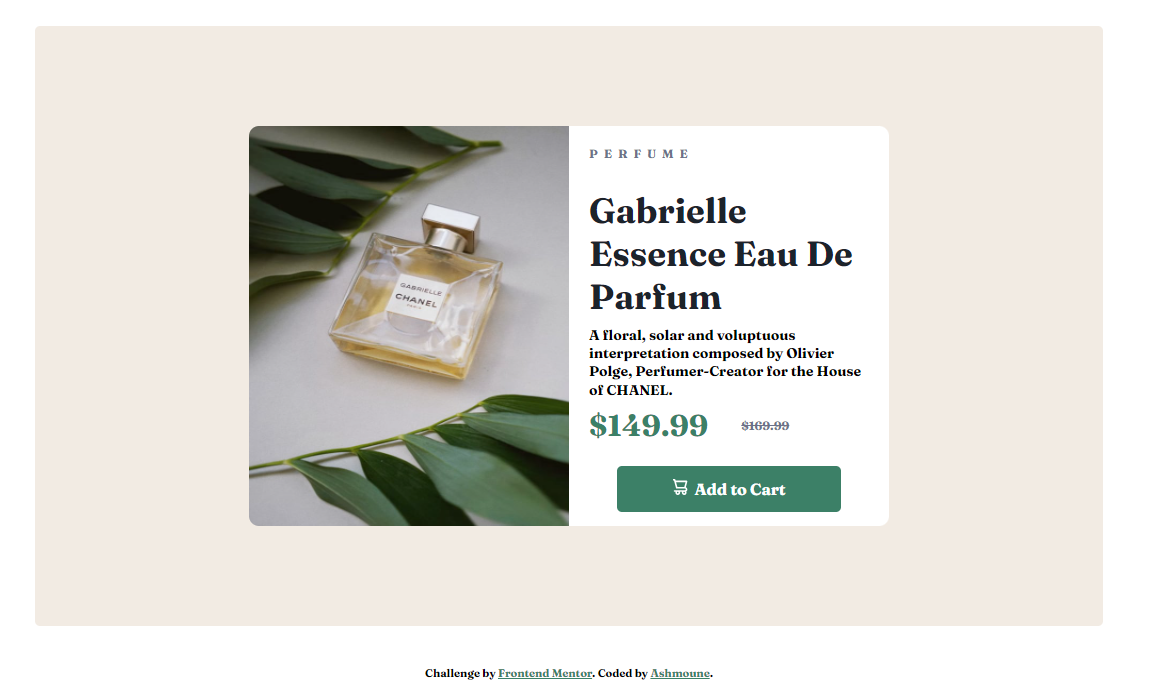 PERFUME
Gabrielle
Essence Eau De
Parfum
A floral, solar and voluptuous
interpretation composed by Olivier
Polge, Perfumer-Creator for the House
of CHANEL.
$149.99 $169.99
Add to Cart
GABRIELLE
CHANEL
PARIS
Challenge by Frontend Mentor. Coded by Ashmoune.